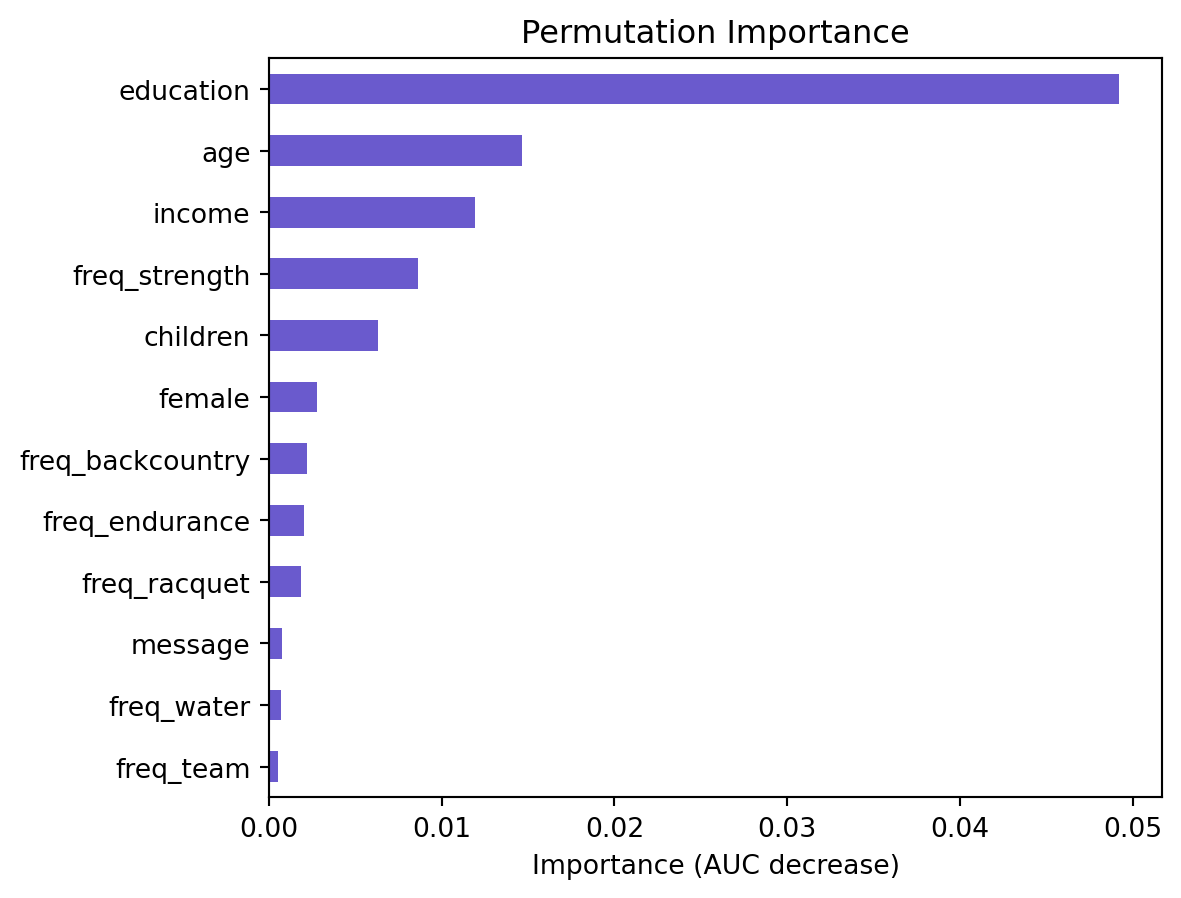 Permutation Importance
education
age
income
freq_strength
children
female
freq_backcountry
freq_endurance
freq_racquet
message
freq_water
freq_team
0.00 0.01 0.02 0.03 0.04 0.05
Importance (AUC decrease)